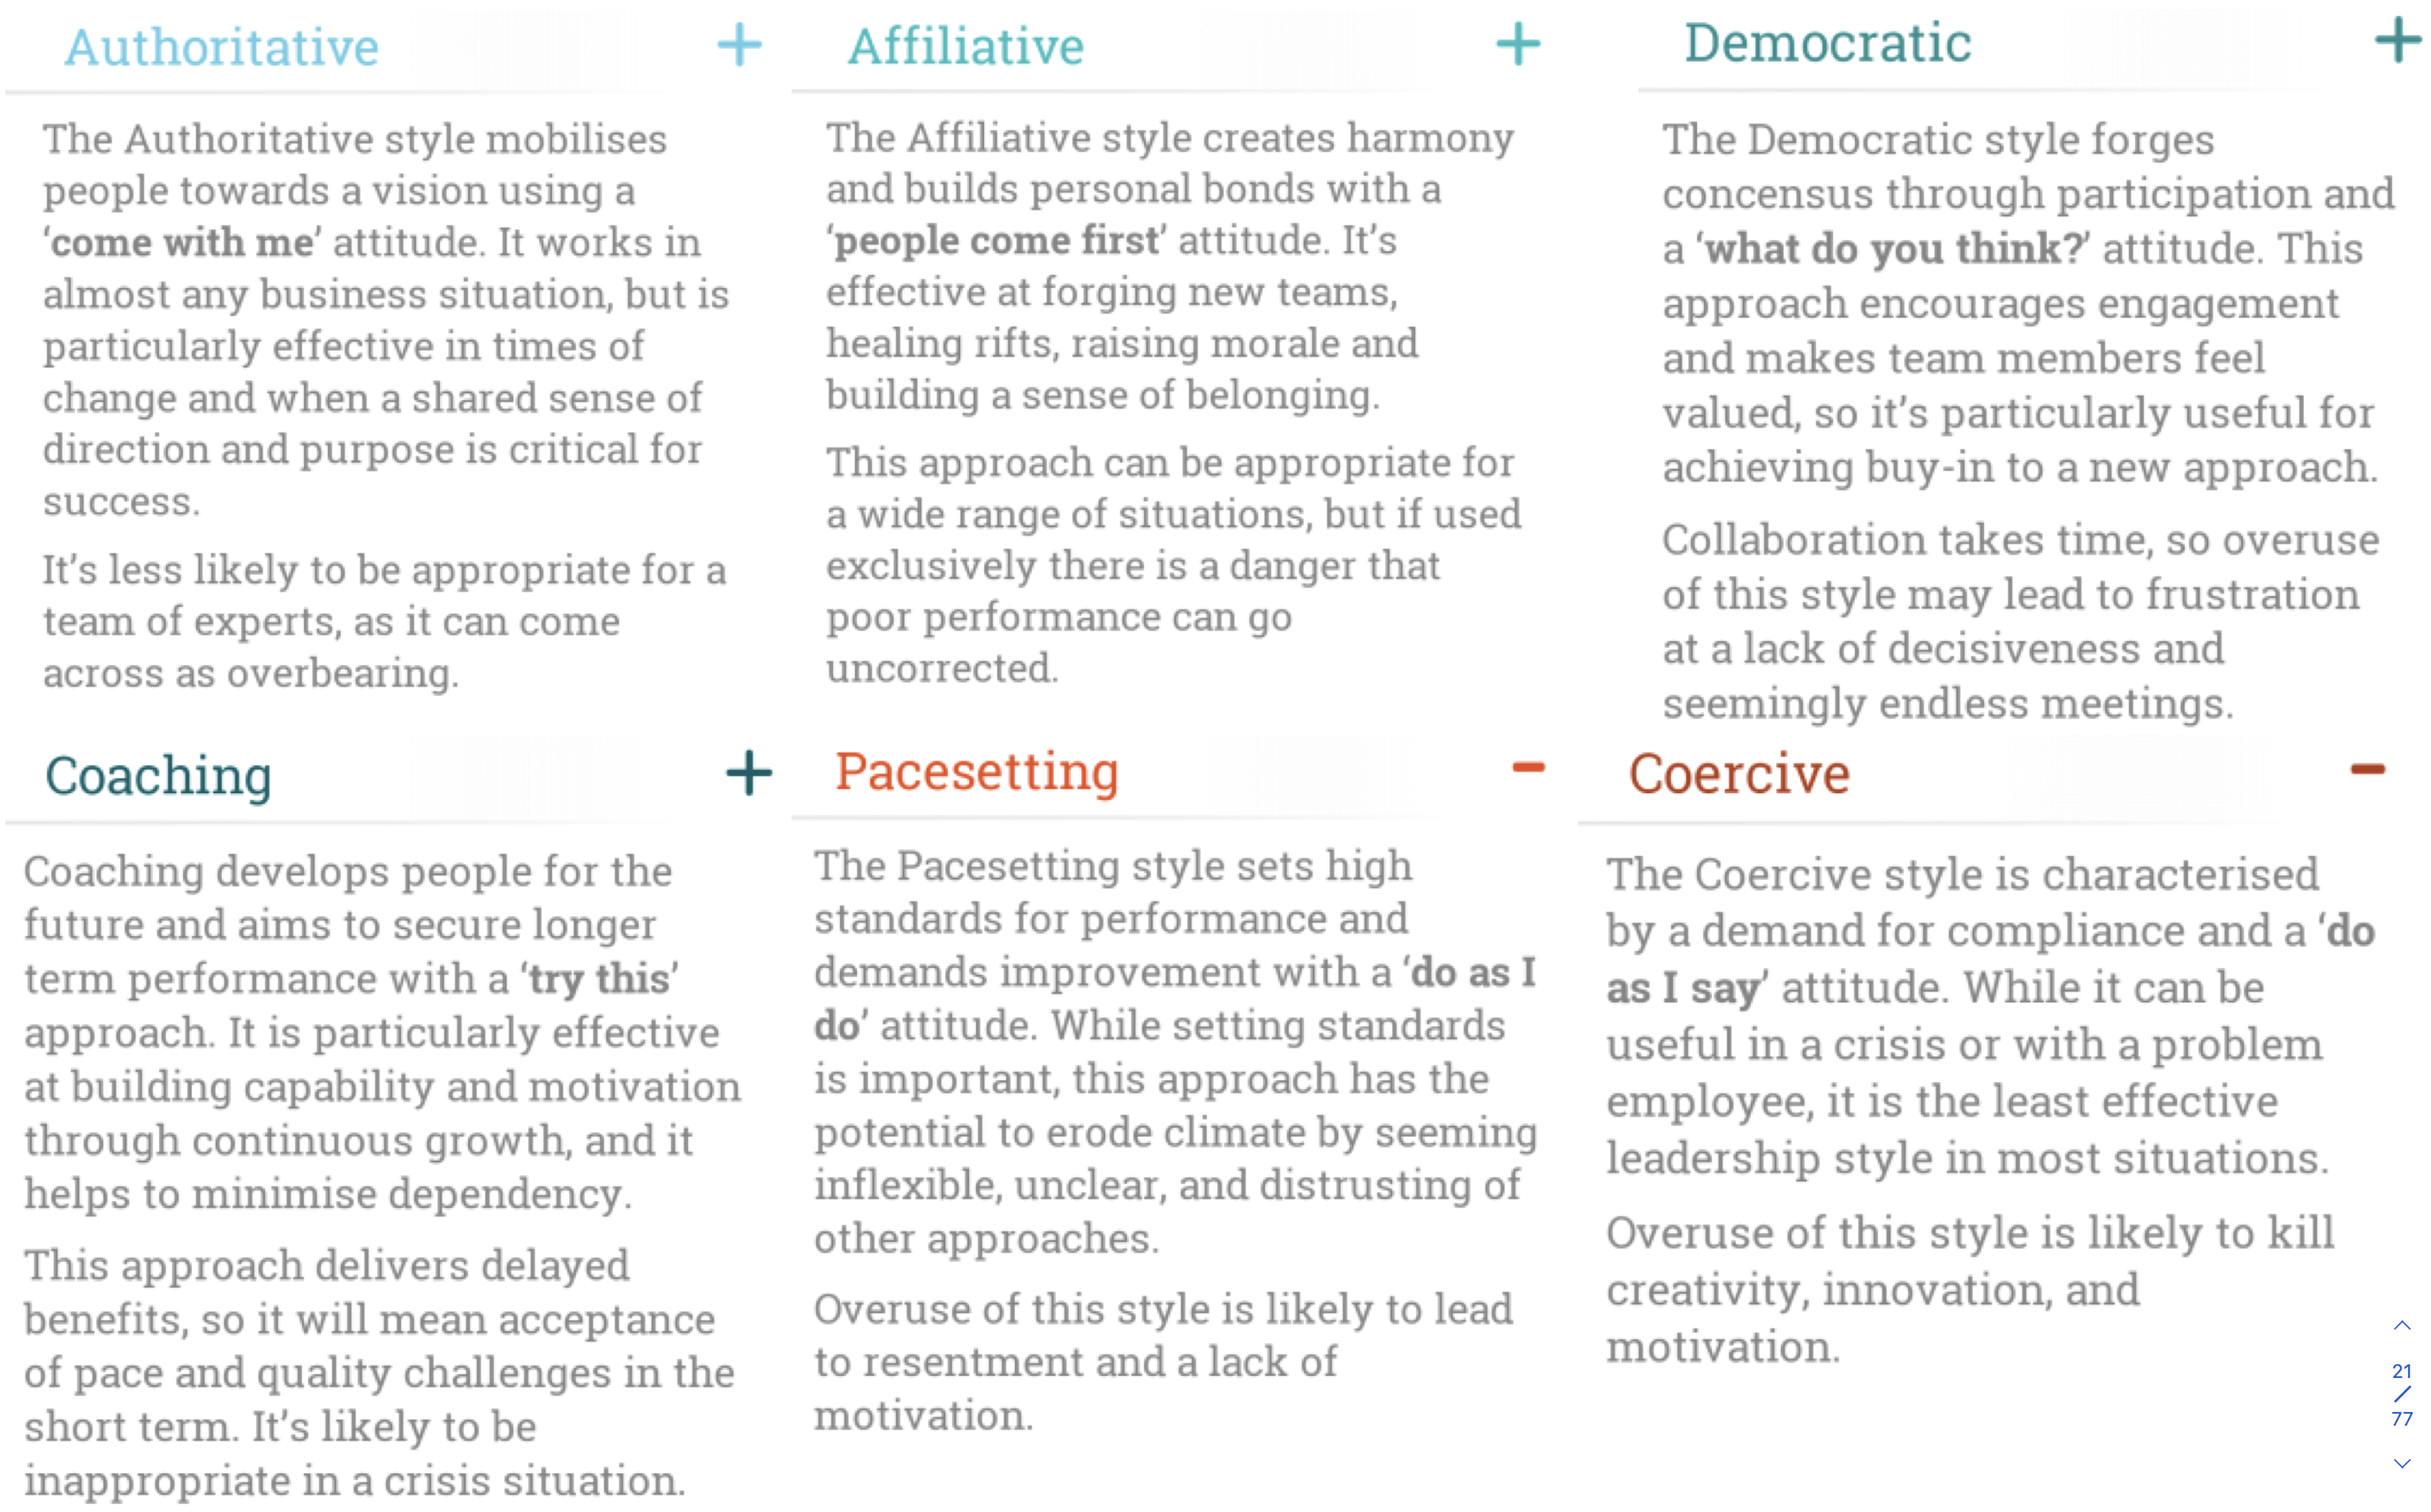 Authoritative +
The Authoritative style mobilises
people towards a vision using a
‘come with me’ attitude. It works in
almost any business situation, but is
particularly effective in times of
change and when a shared sense of
direction and purpose is critical for
success.
It’s less likely to be appropriate for a
team of experts, as it can come
across as overbearing.
Affiliative +
The Affiliative style creates harmony
and builds personal bonds with a
‘people come first’ attitude. It’s
effective at forging new teams,
healing rifts, raising morale and
building a sense of belonging.
This approach can be appropriate for
a wide range of situations, but if used
exclusively there is a danger that
poor performance can go
uncorrected.
Democratic +
The Democratic style forges
concensus through participation and
a ‘what do you think?’ attitude. This
approach encourages engagement
and makes team members feel
valued, so it’s particularly useful for
achieving buy-in to a new approach.
Collaboration takes time, so overuse
of this style may lead to frustration
at a lack of decisiveness and
seemingly endless meetings.
Coaching +
Coaching develops people for the
future and aims to secure longer
term performance with a ‘try this’
approach. It is particularly effective
at building capability and motivation
through continuous growth, and it
helps to minimise dependency.
This approach delivers delayed
benefits, so it will mean acceptance
of pace and quality challenges in the
short term. It’s likely to be
inappropriate in a crisis situation.
Pacesetting -
The Pacesetting style sets high
standards for performance and
demands improvement with a ‘do as I
do’ attitude. While setting standards
is important, this approach has the
potential to erode climate by seeming
inflexible, unclear, and distrusting of
other approaches.
Overuse of this style is likely to lead
to resentment and a lack of
motivation.
Coercive -
The Coercive style is characterised
by a demand for compliance and a ‘do
as I say’ attitude. While it can be
useful in a crisis or with a problem
employee, it is the least effective
leadership style in most situations.
Overuse of this style is likely to kill
creativity, innovation, and
motivation.
21
/
77